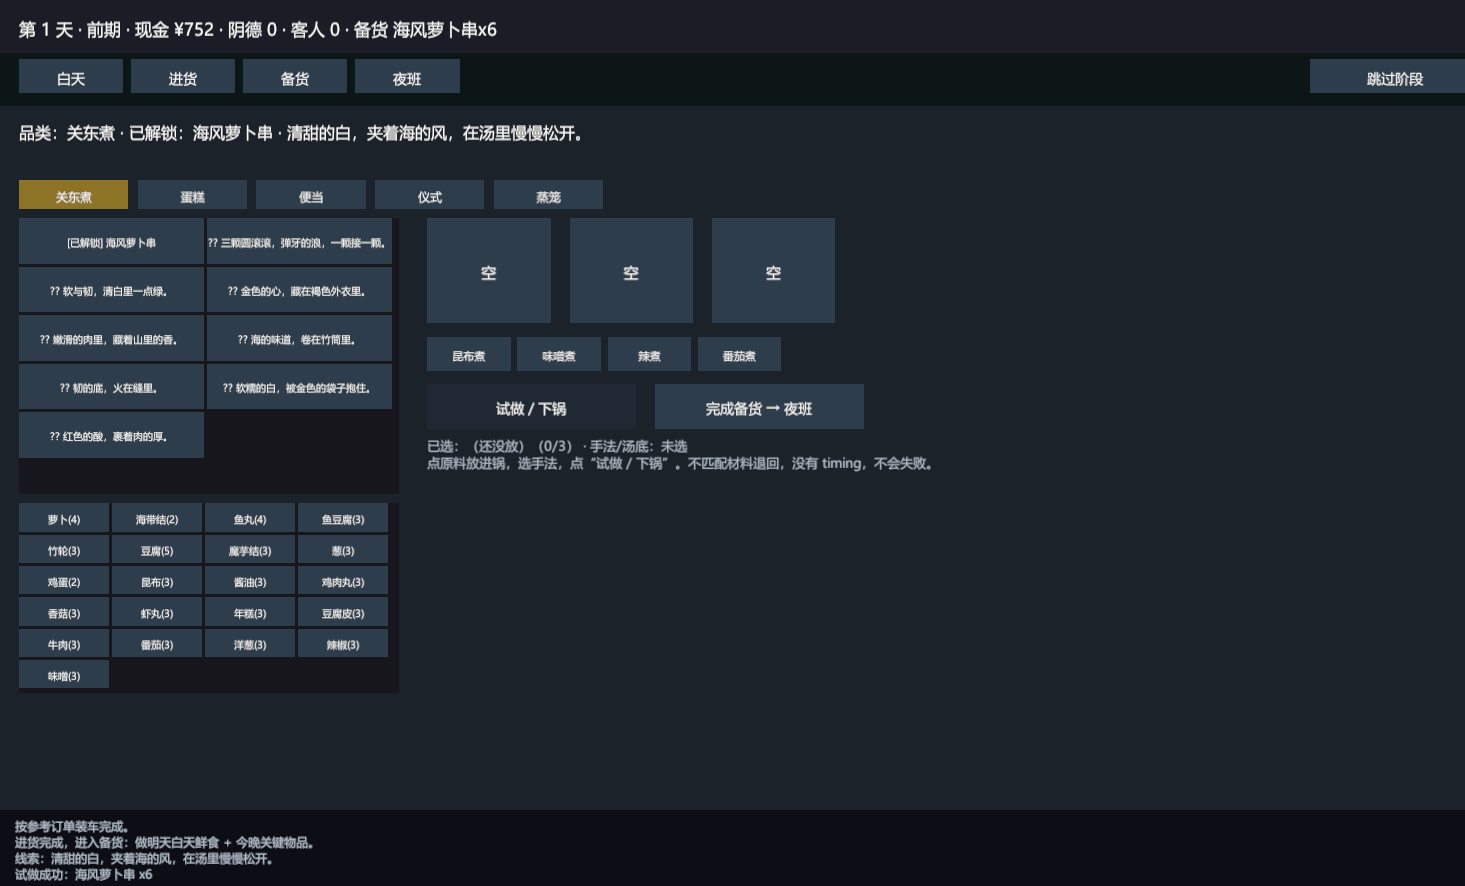 第 1 天 · 前期 · 现金 ¥752 · 阴德 0 · 客人 0 · 备货 海风萝卜串x6
白天 进货 备货 夜班 跳过阶段
品类：关东煮 · 已解锁：海风萝卜串 · 清甜的白，夹着海的风，在汤里慢慢松开。
关东煮 蛋糕 便当 仪式 蒸笼
[已解锁] 海风萝卜串 ?? 三颗圆滚滚，弹牙的浪，一颗接一颗。
?? 软与韧，清白里一点绿。 ?? 金色的心，藏在褐色外衣里。
?? 嫩滑的肉里，藏着山里的香。 ?? 海的味道，卷在竹筒里。
?? 韧的底，火在缝里。 ?? 软糯的白，被金色的袋子抱住。
?? 红色的酸，裹着肉的厚。
空 空 空
昆布煮 味噌煮 辣煮 番茄煮
试做 / 下锅 完成备货 → 夜班
已选：（还没放）（0/3） · 手法/汤底：未选
点原料放进锅，选手法，点“试做 / 下锅”。不匹配材料退回，没有 timing，不会失败。
萝卜(4) 海带结(2) 鱼丸(4) 鱼豆腐(3)
竹轮(3) 豆腐(5) 魔芋结(3) 葱(3)
鸡蛋(2) 昆布(3) 酱油(3) 鸡肉丸(3)
香菇(3) 虾丸(3) 年糕(3) 豆腐皮(3)
牛肉(3) 番茄(3) 洋葱(3) 辣椒(3)
味噌(3)
按参考订单装车完成。
进货完成，进入备货：做明天白天鲜食 + 今晚关键物品。
线索：清甜的白，夹着海的风，在汤里慢慢松开。
试做成功：海风萝卜串 x6